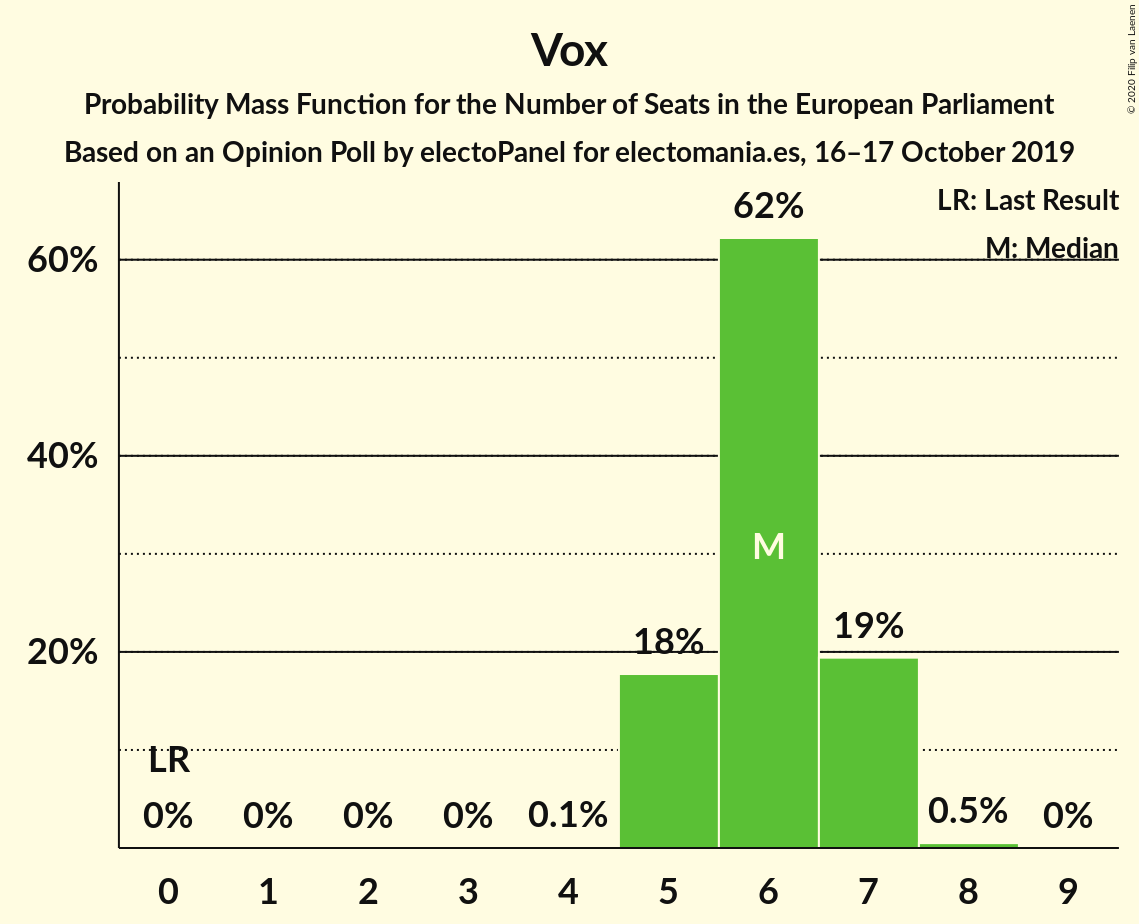 Vox
Probability Mass Function for the Number of Seats in the European Parliament
Based on an Opinion Poll by electoPanel for electomania.es, 16–17 October 2019
© 2020 Filip van Laenen
LR: Last Result
M: Median
62%
60%
40%
M
19%
18%
20%
LR
0%
0%
0%
0%
0.1%
0.5%
0%
0
1
2
3
4
5
6
7
8
9